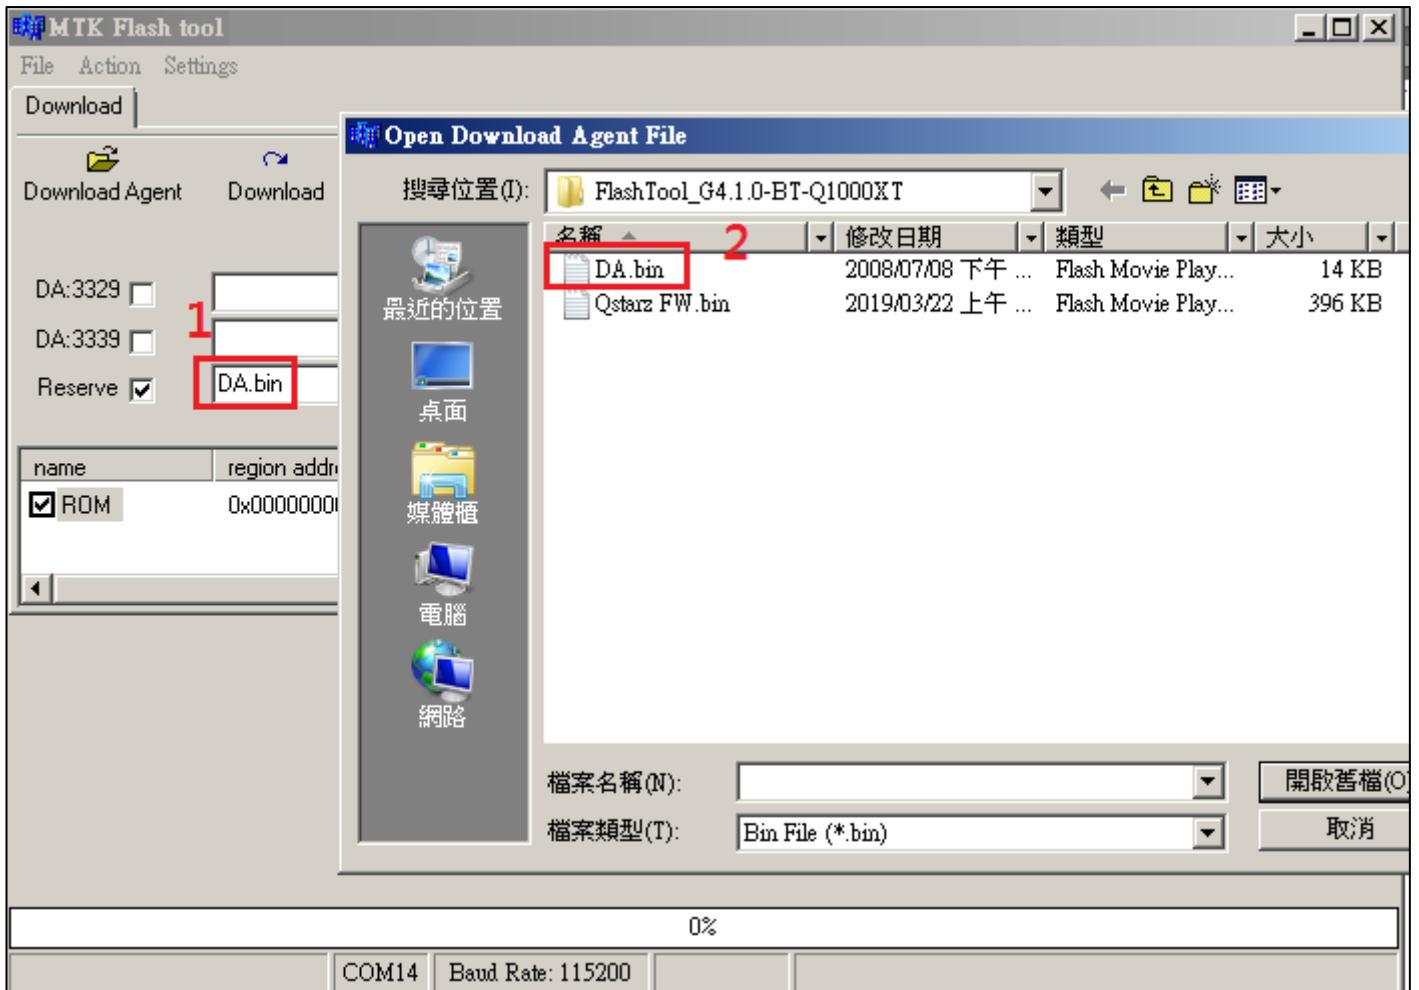 MTK Flash tool
File Action Settings
Download
Open Download Agent File
Download Agent Download
搜尋位置(I): FlashTool_G4.1.0-BT-Q1000XT
名稱 修改日期 類型 大小
2
DA.bin 2008/07/08 下午 ... Flash Movie Play... 14 KB
Qstarz FW.bin 2019/03/22 上午 ... Flash Movie Play... 396 KB
最近的位置
桌面
媒體櫃
電腦
網路
DA:3329
1
DA:3339
Reserve DA.bin
name region addr
ROM 0x0000000
檔案名稱(N): 開啟舊檔(O)
檔案類型(T): Bin File (*.bin) 取消
0%
COM14 Baud Rate: 115200